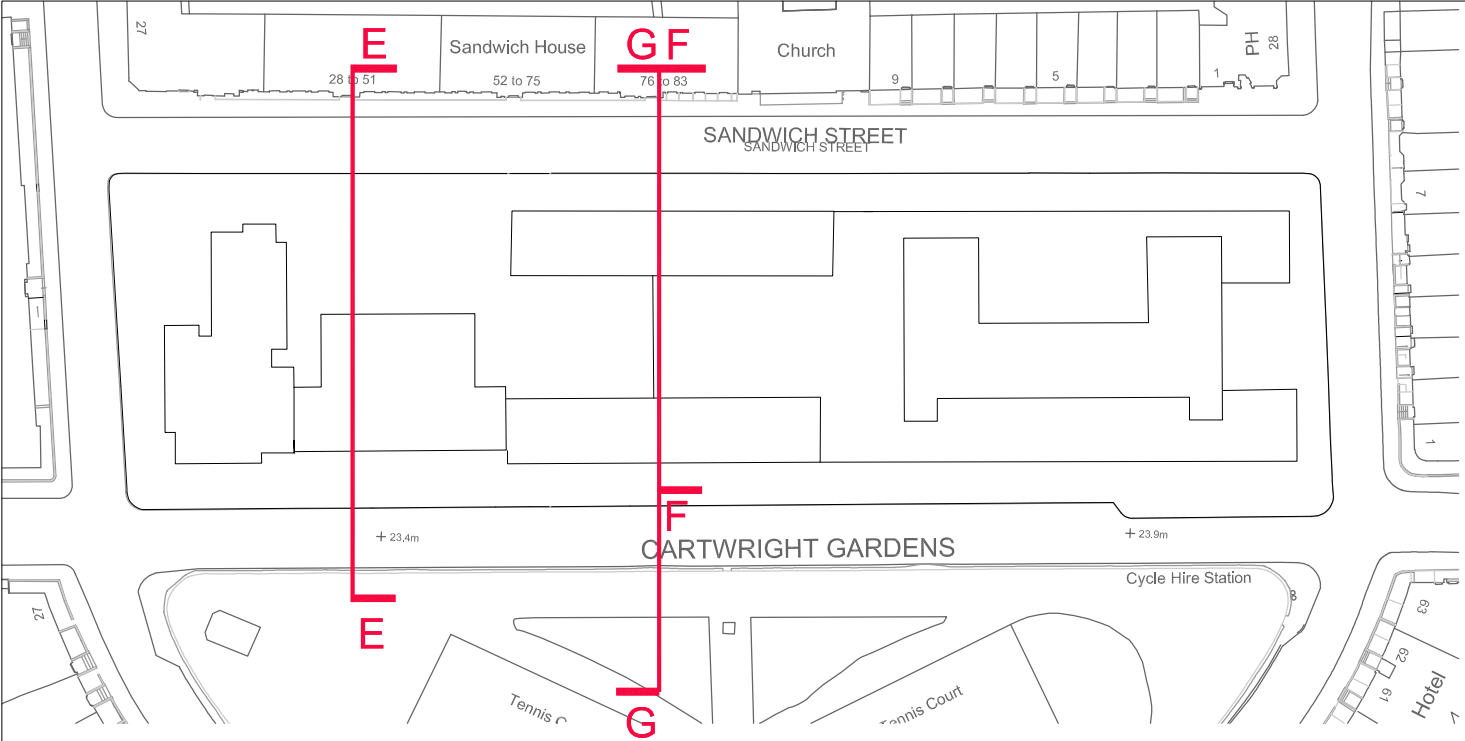 27
E
Sandwich House
G F
Church
PH
28
28 to 51
52 to 75
76 to 83
9
5
1
SANDWICH STREET
SANDWICH STREET
7
1
F
+ 23.4m
CARTWRIGHT GARDENS
+ 23.9m
Cycle Hire Station
8
27
E
63
62
61
Hotel
Tennis C
Tennis Court
G